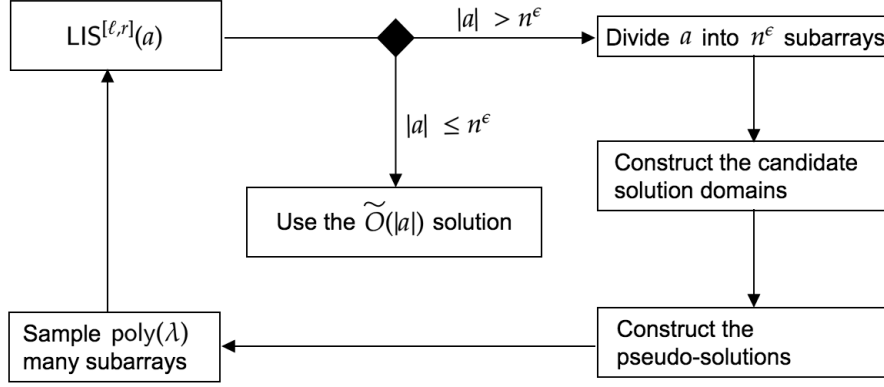 LIS^{[ℓ,r]}(a)
|a| > n^ϵ
Divide a into n^ϵ subarrays
|a| ≤ n^ϵ
Construct the candidate
solution domains
Use the Õ(|a|) solution
Sample poly(λ)
many subarrays
Construct the
pseudo-solutions